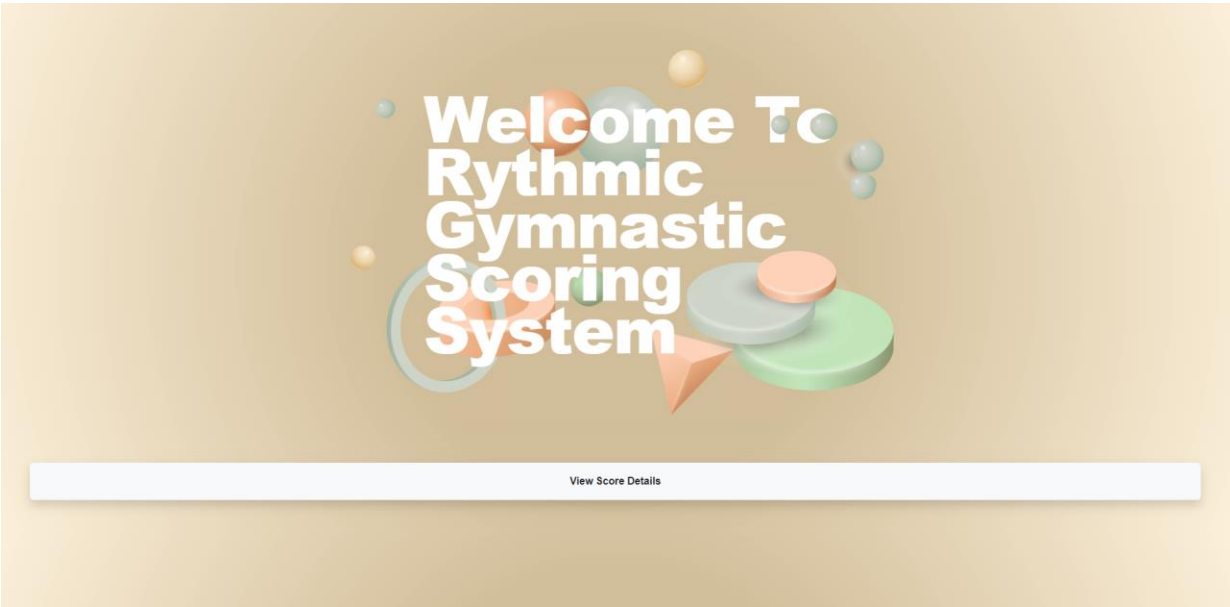 Welcome To
Rythmic
Gymnastic
Scoring
System
View Score Details